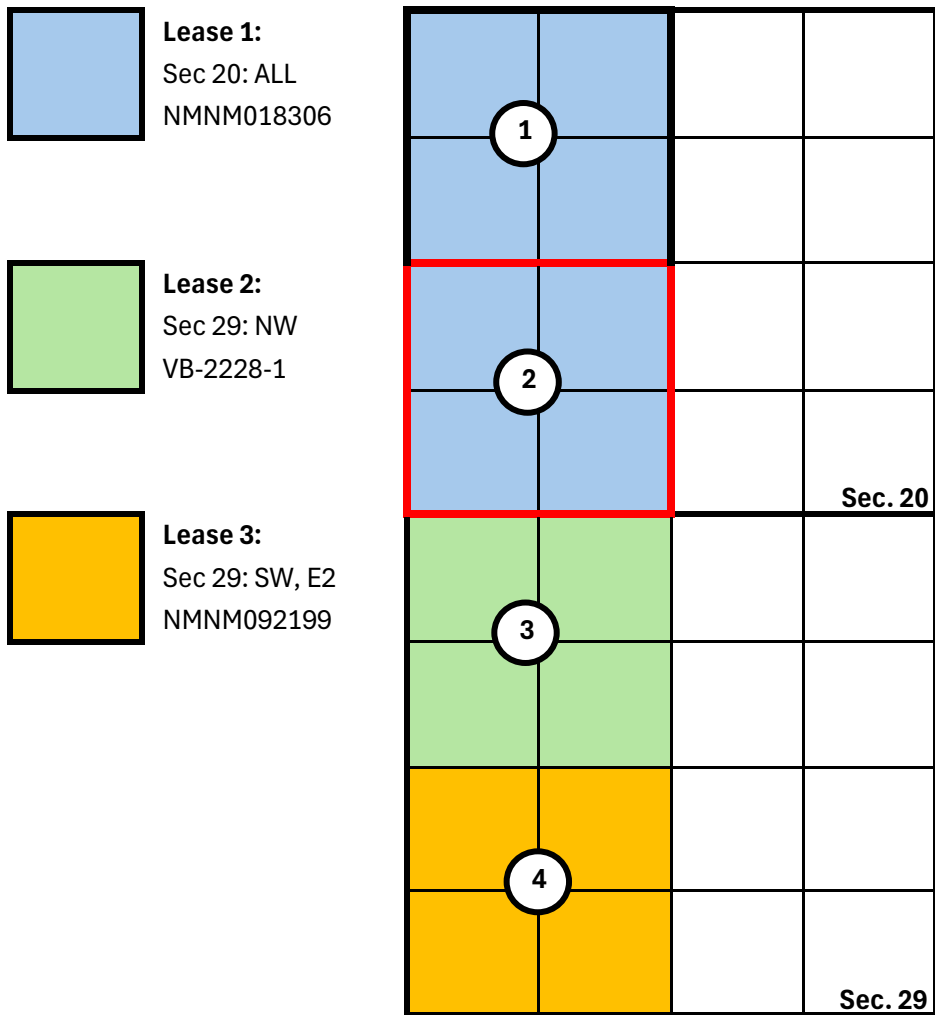 Lease 1:
Sec 20: ALL
NMNM018306
Lease 2:
Sec 29: NW
VB-2228-1
Lease 3:
Sec 29: SW, E2
NMNM092199
1
2
Sec. 20
3
4
Sec. 29